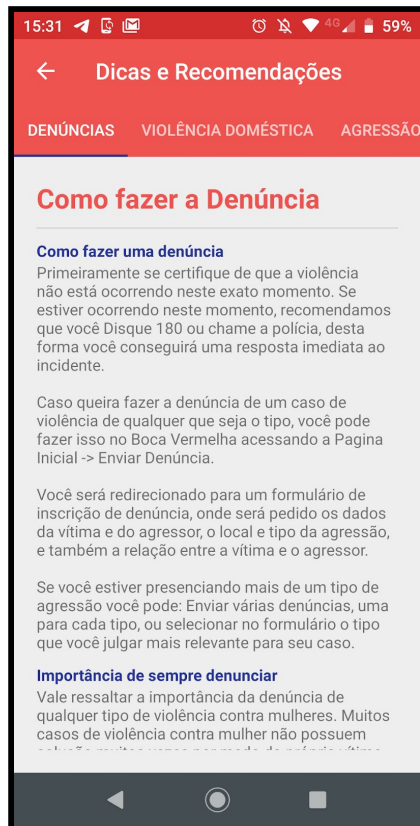 15:31
4G
59%
Dicas e Recomendações
DENÚNCIAS
VIOLÊNCIA DOMÉSTICA
AGRESSÃO
Como fazer a Denúncia
Como fazer uma denúncia
Primeiramente se certifique de que a violência
não está ocorrendo neste exato momento. Se
estiver ocorrendo neste momento, recomendamos
que você Disque 180 ou chame a polícia, desta
forma você conseguirá uma resposta imediata ao
incidente.
Caso queira fazer a denúncia de um caso de
violência de qualquer que seja o tipo, você pode
fazer isso no Boca Vermelha acessando a Pagina
Inicial -> Enviar Denúncia.
Você será redirecionado para um formulário de
inscrição de denúncia, onde será pedido os dados
da vítima e do agressor, o local e tipo da agressão,
e também a relação entre a vítima e o agressor.
Se você estiver presenciando mais de um tipo de
agressão você pode: Enviar várias denúncias, uma
para cada tipo, ou selecionar no formulário o tipo
que você julgar mais relevante para seu caso.
Importância de sempre denunciar
Vale ressaltar a importância da denúncia de
qualquer tipo de violência contra mulheres. Muitos
casos de violência contra mulher não possuem